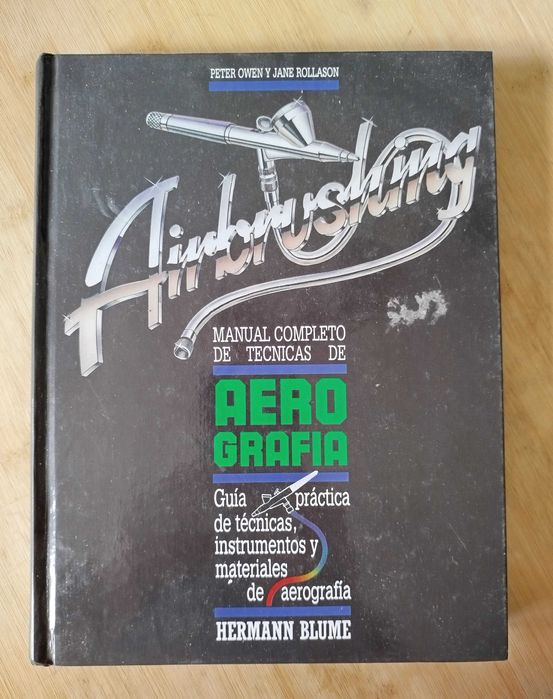 PETER OWEN Y JANE ROLLASON
Airbrushing
MANUAL COMPLETO
DE TECNICAS DE
AERO
GRAFIA
Guía práctica
de técnicas,
instrumentos y
materiales
de aerografía
HERMANN BLUME